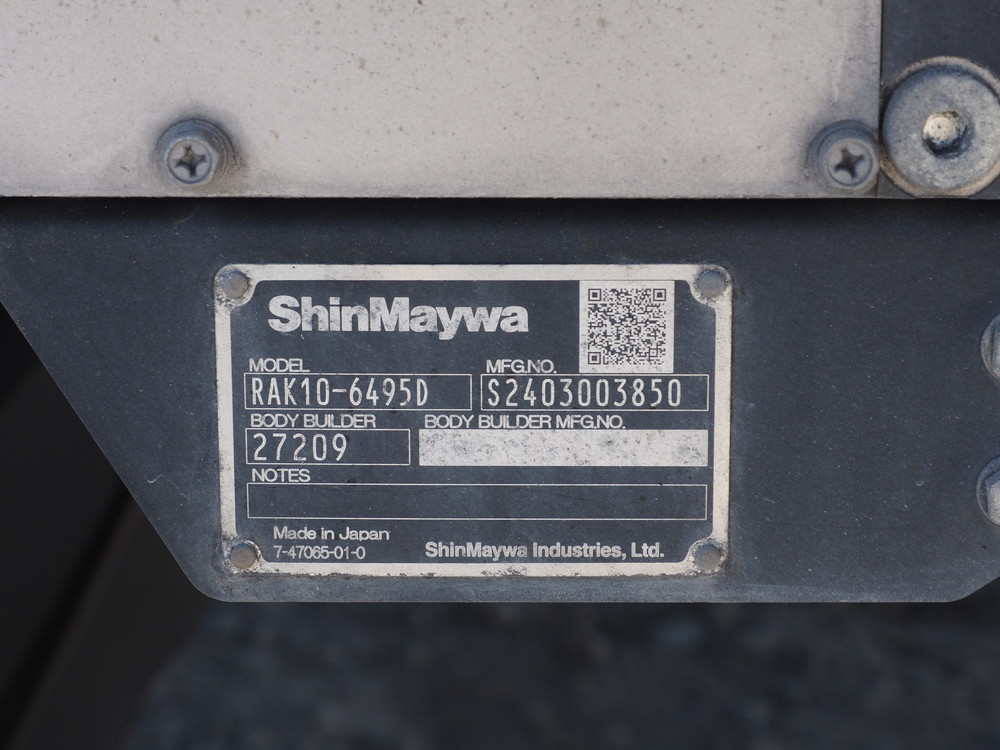 ShinMaywa
MODEL MFG.NO.
RAK10-6495D S2403003850
BODY BUILDER BODY BUILDER MFG.NO.
27209
NOTES
Made in Japan
7-47065-01-0 ShinMaywa Industries, Ltd.